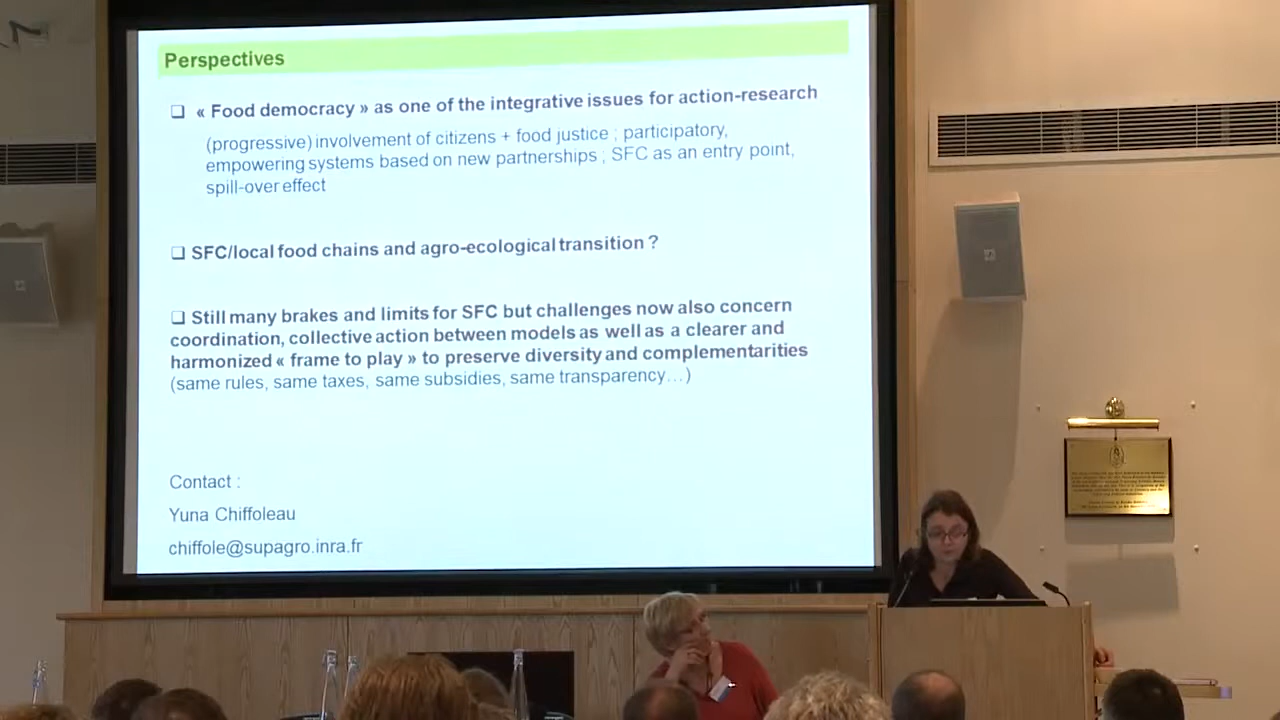 Perspectives
❑ « Food democracy » as one of the integrative issues for action-research
(progressive) involvement of citizens + food justice ; participatory,
empowering systems based on new partnerships ; SFC as an entry point,
spill-over effect
❑ SFC/local food chains and agro-ecological transition ?
❑ Still many brakes and limits for SFC but challenges now also concern
coordination, collective action between models as well as a clearer and
harmonized « frame to play » to preserve diversity and complementarities
(same rules, same taxes, same subsidies, same transparency…)
Contact :
Yuna Chiffoleau
chiffole@supagro.inra.fr